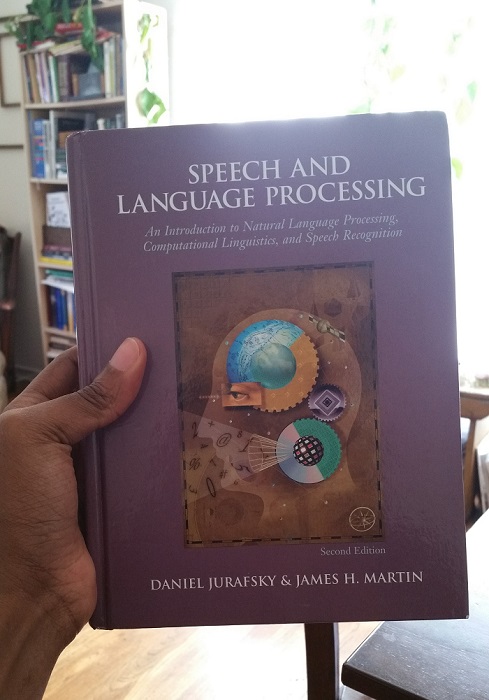 SPEECH AND
LANGUAGE PROCESSING
An Introduction to Natural Language Processing,
Computational Linguistics, and Speech Recognition
Second Edition
DANIEL JURAFSKY & JAMES H. MARTIN